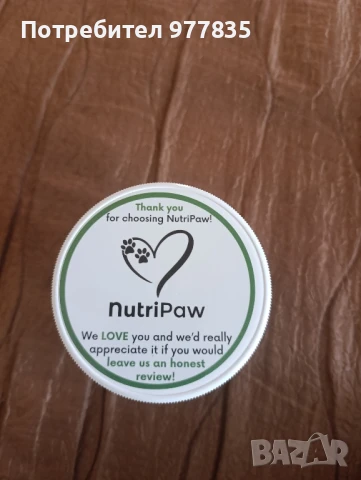 Потребител 977835
Thank you
for choosing NutriPaw!
NutriPaw
We LOVE you and we'd really
appreciate it if you would
leave us an honest
review!
BAZAR